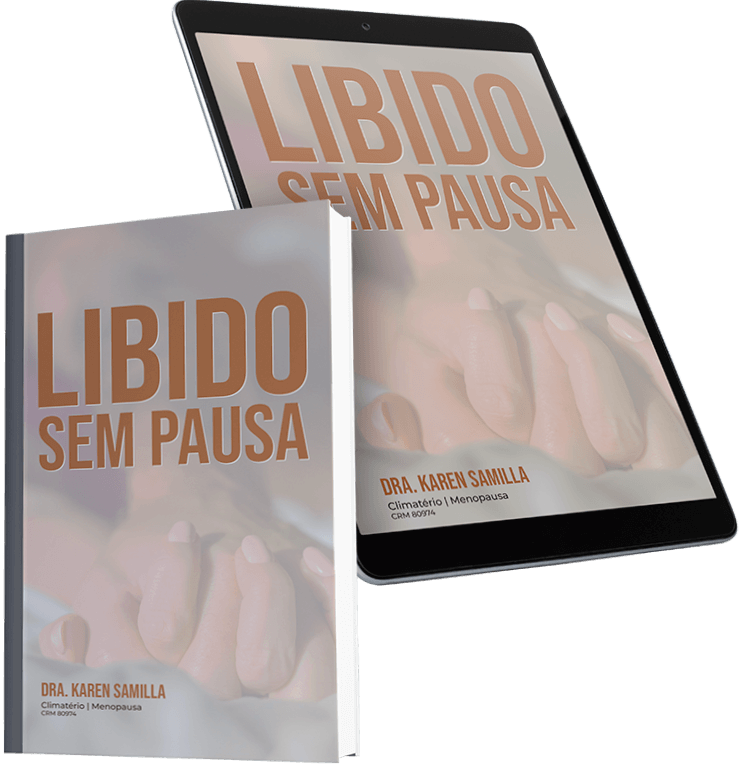 LIBIDO
SEM PAUSA
DRA. KAREN SAMILLA
Climatério | Menopausa
CRM 80974
LIBIDO
SEM PAUSA
DRA. KAREN SAMILLA
Climatério | Menopausa
CRM 80974